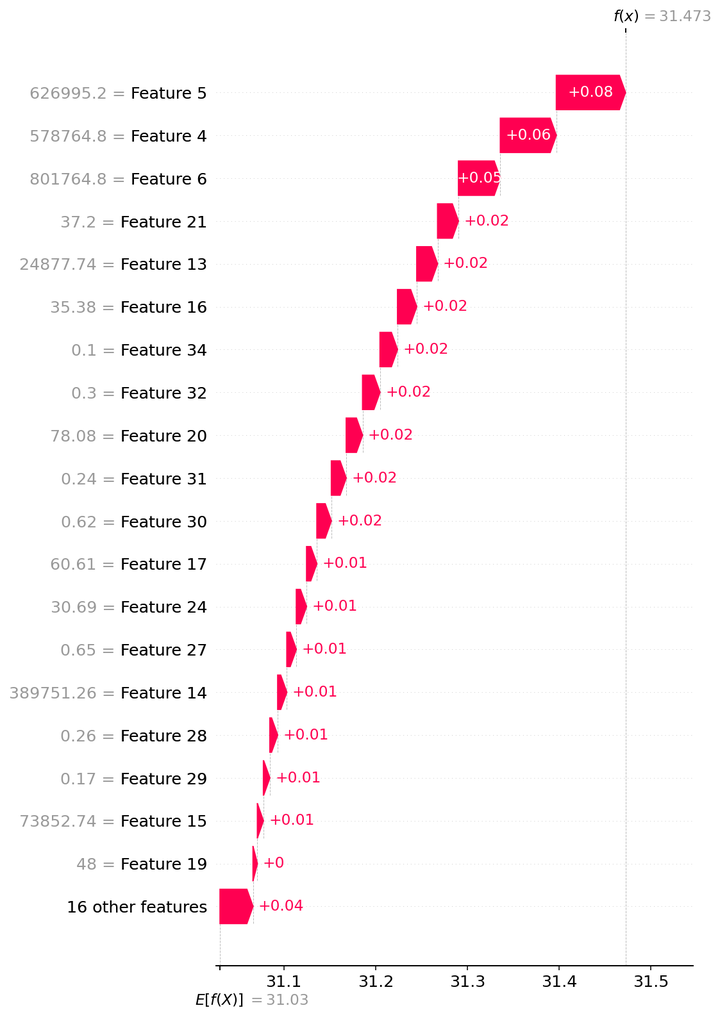 f(x) = 31.473
626995.2 = Feature 5 +0.08
578764.8 = Feature 4 +0.06
801764.8 = Feature 6 +0.05
37.2 = Feature 21 +0.02
24877.74 = Feature 13 +0.02
35.38 = Feature 16 +0.02
0.1 = Feature 34 +0.02
0.3 = Feature 32 +0.02
78.08 = Feature 20 +0.02
0.24 = Feature 31 +0.02
0.62 = Feature 30 +0.02
60.61 = Feature 17 +0.01
30.69 = Feature 24 +0.01
0.65 = Feature 27 +0.01
389751.26 = Feature 14 +0.01
0.26 = Feature 28 +0.01
0.17 = Feature 29 +0.01
73852.74 = Feature 15 +0.01
48 = Feature 19 +0
16 other features +0.04
31.1 31.2 31.3 31.4 31.5
E[f(X)] = 31.03